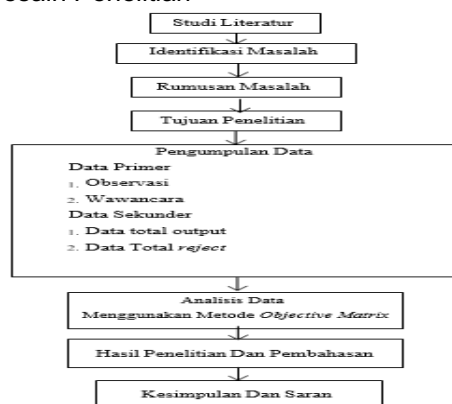 Studi Literatur
Identifikasi Masalah
Rumusan Masalah
Tujuan Penelitian
Pengumpulan Data
Data Primer
1. Observasi
2. Wawancara
Data Sekunder
1. Data total output
2. Data Total reject
Analisis Data
Menggunakan Metode Objective Matrix
Hasil Penelitian Dan Pembahasan
Kesimpulan Dan Saran